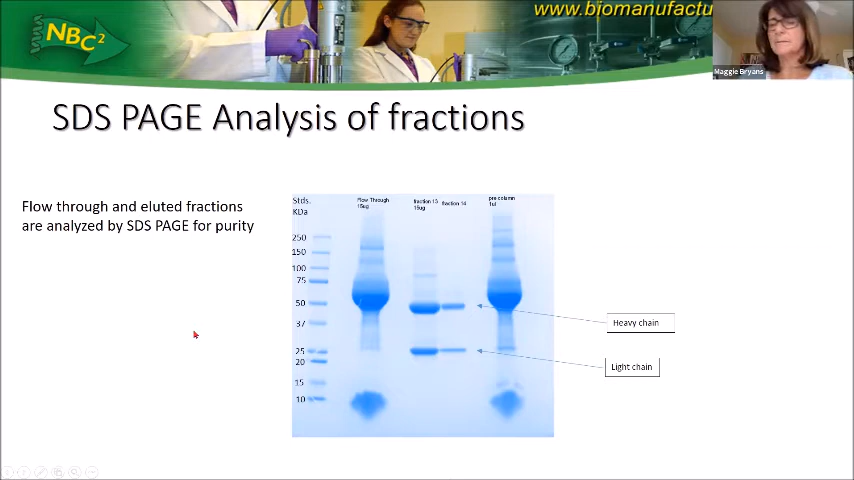 NBC²
www.biomanufactu
Maggie Bryans
SDS PAGE Analysis of fractions
Flow through and eluted fractions
are analyzed by SDS PAGE for purity
Stds.
KDa
Flow Through
15ug
fraction 13
15ug
fraction 14
pre column
1ul
250
150
100
75
50
37
25
20
15
10
Heavy chain
Light chain